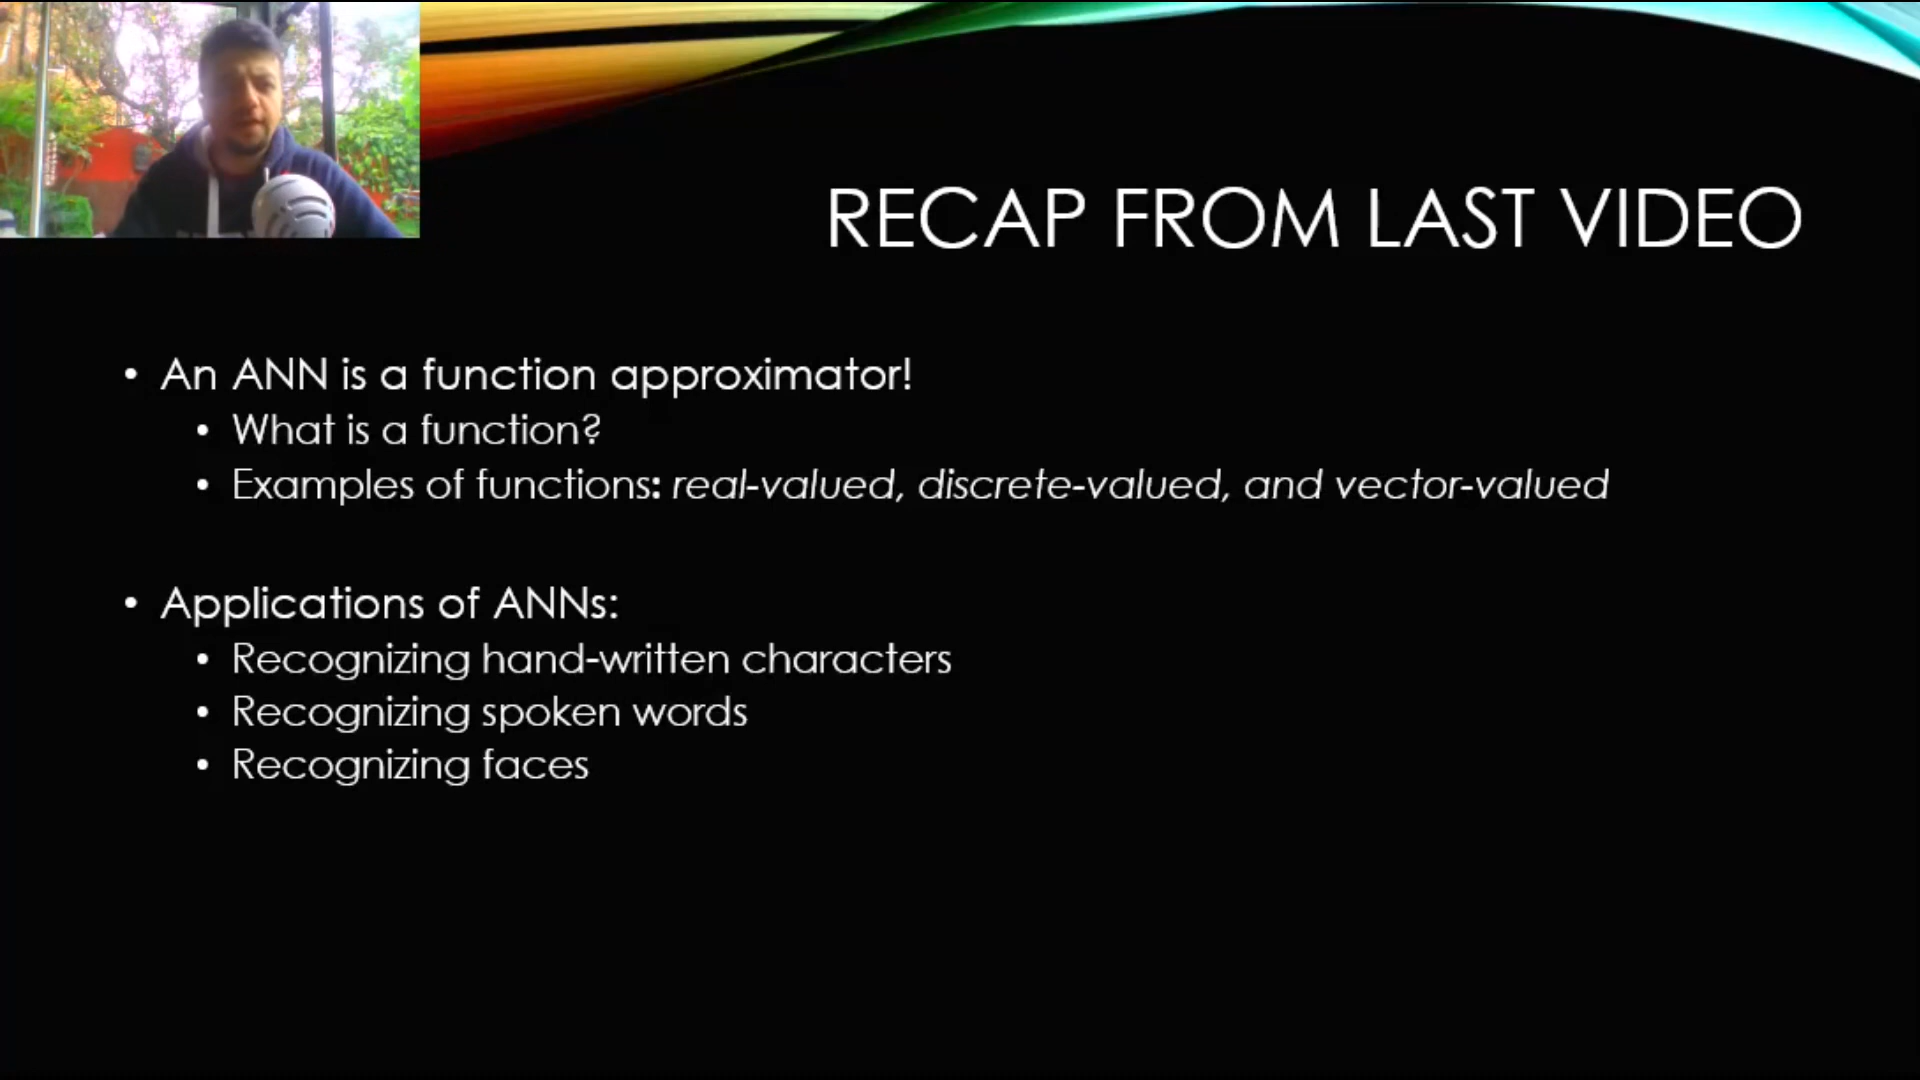 RECAP FROM LAST VIDEO
• An ANN is a function approximator!
• What is a function?
• Examples of functions: real-valued, discrete-valued, and vector-valued
• Applications of ANNs:
• Recognizing hand-written characters
• Recognizing spoken words
• Recognizing faces